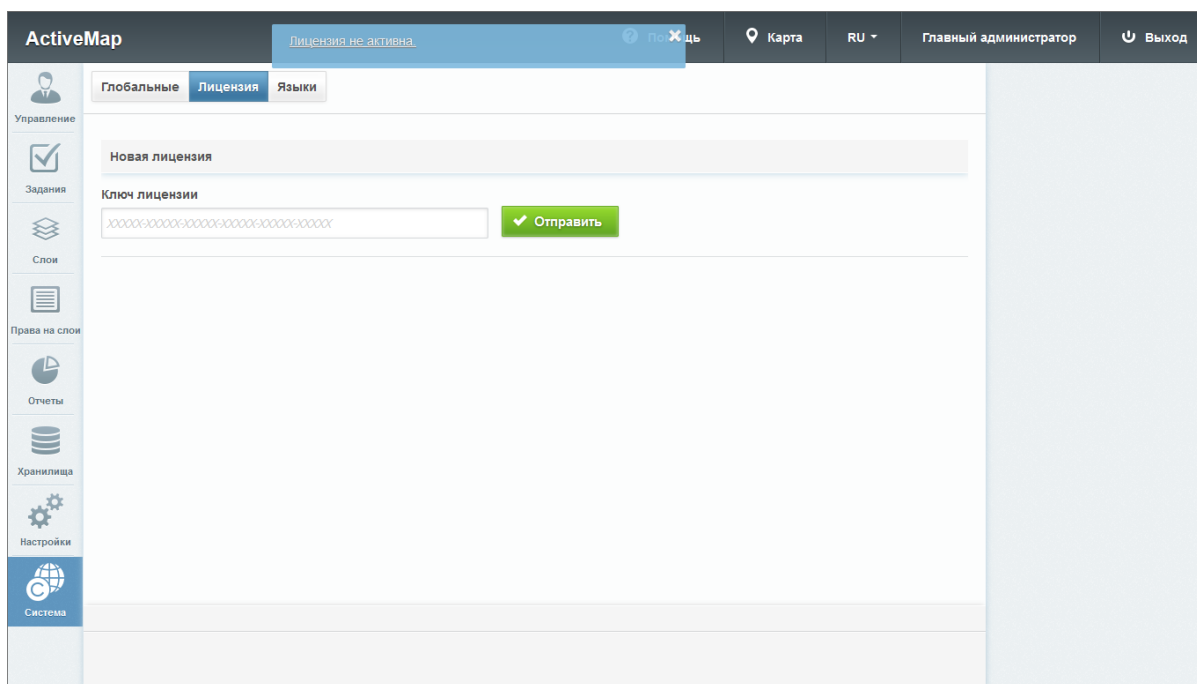 ActiveMap
Лицензия не активна.
Помощь
Карта
RU
Главный администратор
Выход
Управление
Задания
Слои
Права на слои
Отчеты
Хранилища
Настройки
Система
Глобальные
Лицензия
Языки
Новая лицензия
Ключ лицензии
XXXXX-XXXXX-XXXXX-XXXXX-XXXXX-XXXXX
Отправить